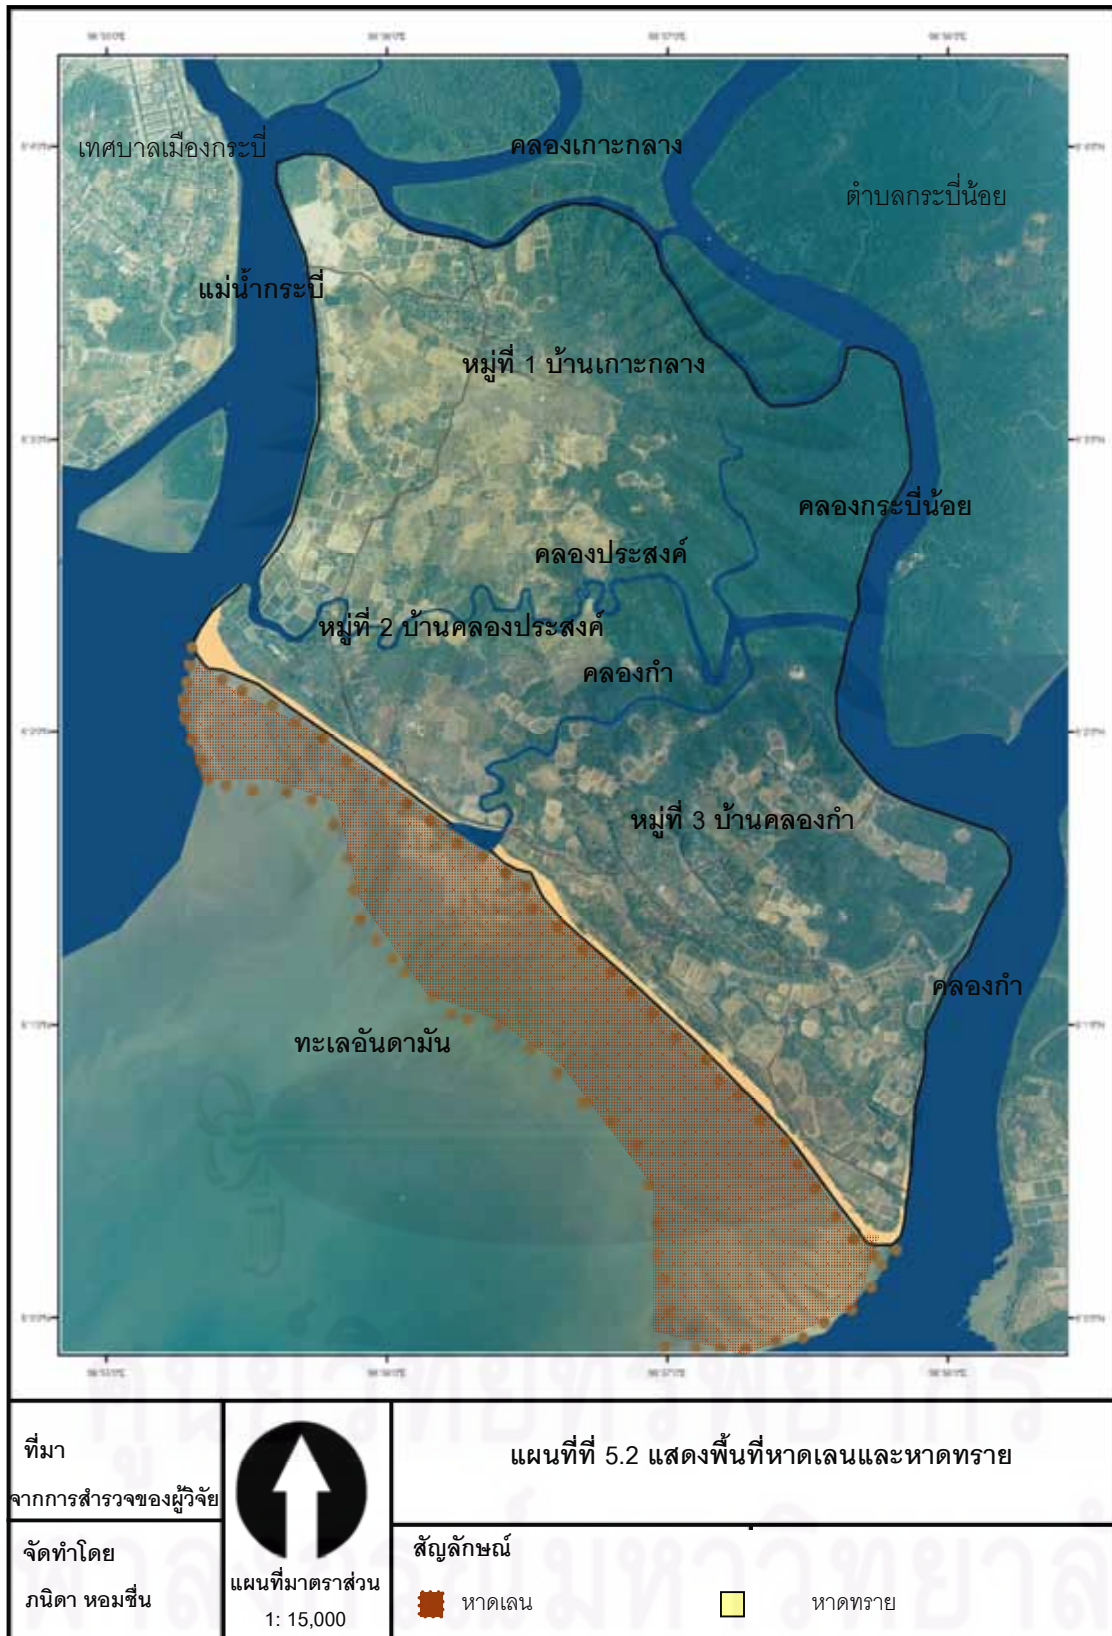 เทศบาลเมืองกระบี่
คลองเกาะกลาง
ตำบลกระบี่น้อย
แม่น้ำกระบี่
หมู่ที่ 1 บ้านเกาะกลาง
คลองกระบี่น้อย
คลองประสงค์
หมู่ที่ 2 บ้านคลองประสงค์
คลองกำ
หมู่ที่ 3 บ้านคลองกำ
คลองกำ
ทะเลอันดามัน
ที่มา
จากการสำรวจของผู้วิจัย
จัดทำโดย
ภนิดา หอมชื่น
แผนที่มาตราส่วน
1: 15,000
แผนที่ที่ 5.2 แสดงพื้นที่หาดเลนและหาดทราย
สัญลักษณ์
หาดเลน
หาดทราย